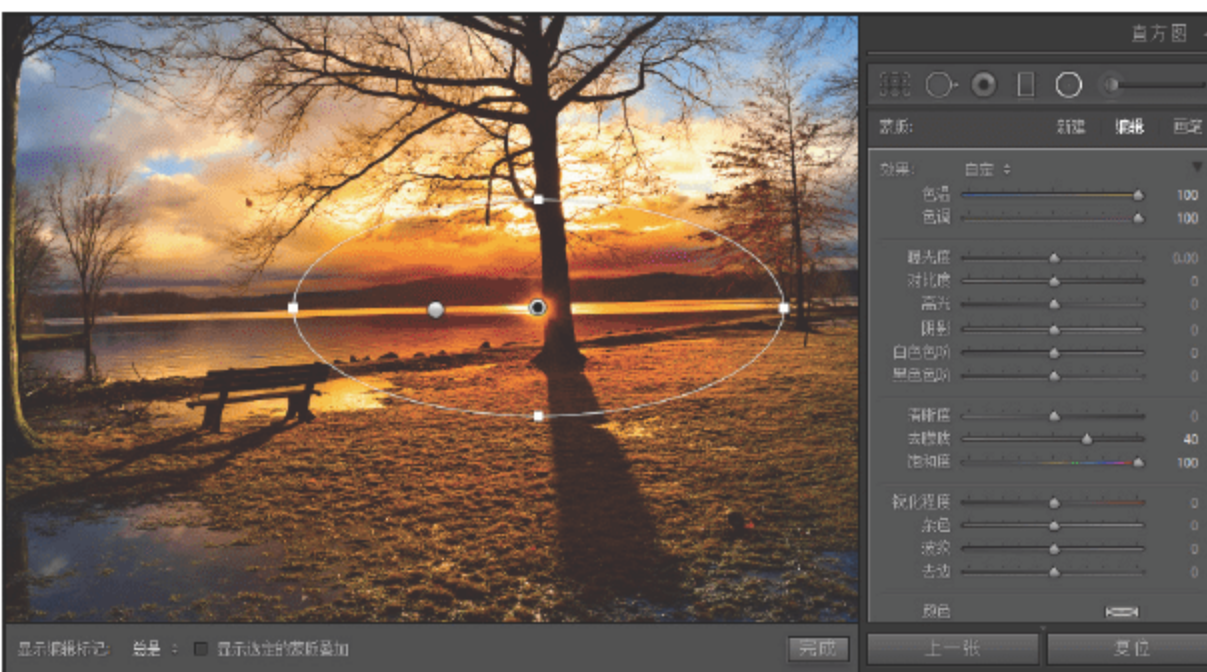 直方图
蒙版: 新建 编辑 画笔
效果: 自定
色温 100
色调 100
曝光度 0.00
对比度 0
高光 0
阴影 0
白色色阶 0
黑色色阶 0
清晰度 0
去朦胧 40
饱和度 100
锐化程度 0
杂色 0
波纹 0
去边 0
颜色
显示编辑标记: 总是 显示选定的蒙版叠加 完成 上一张 复位